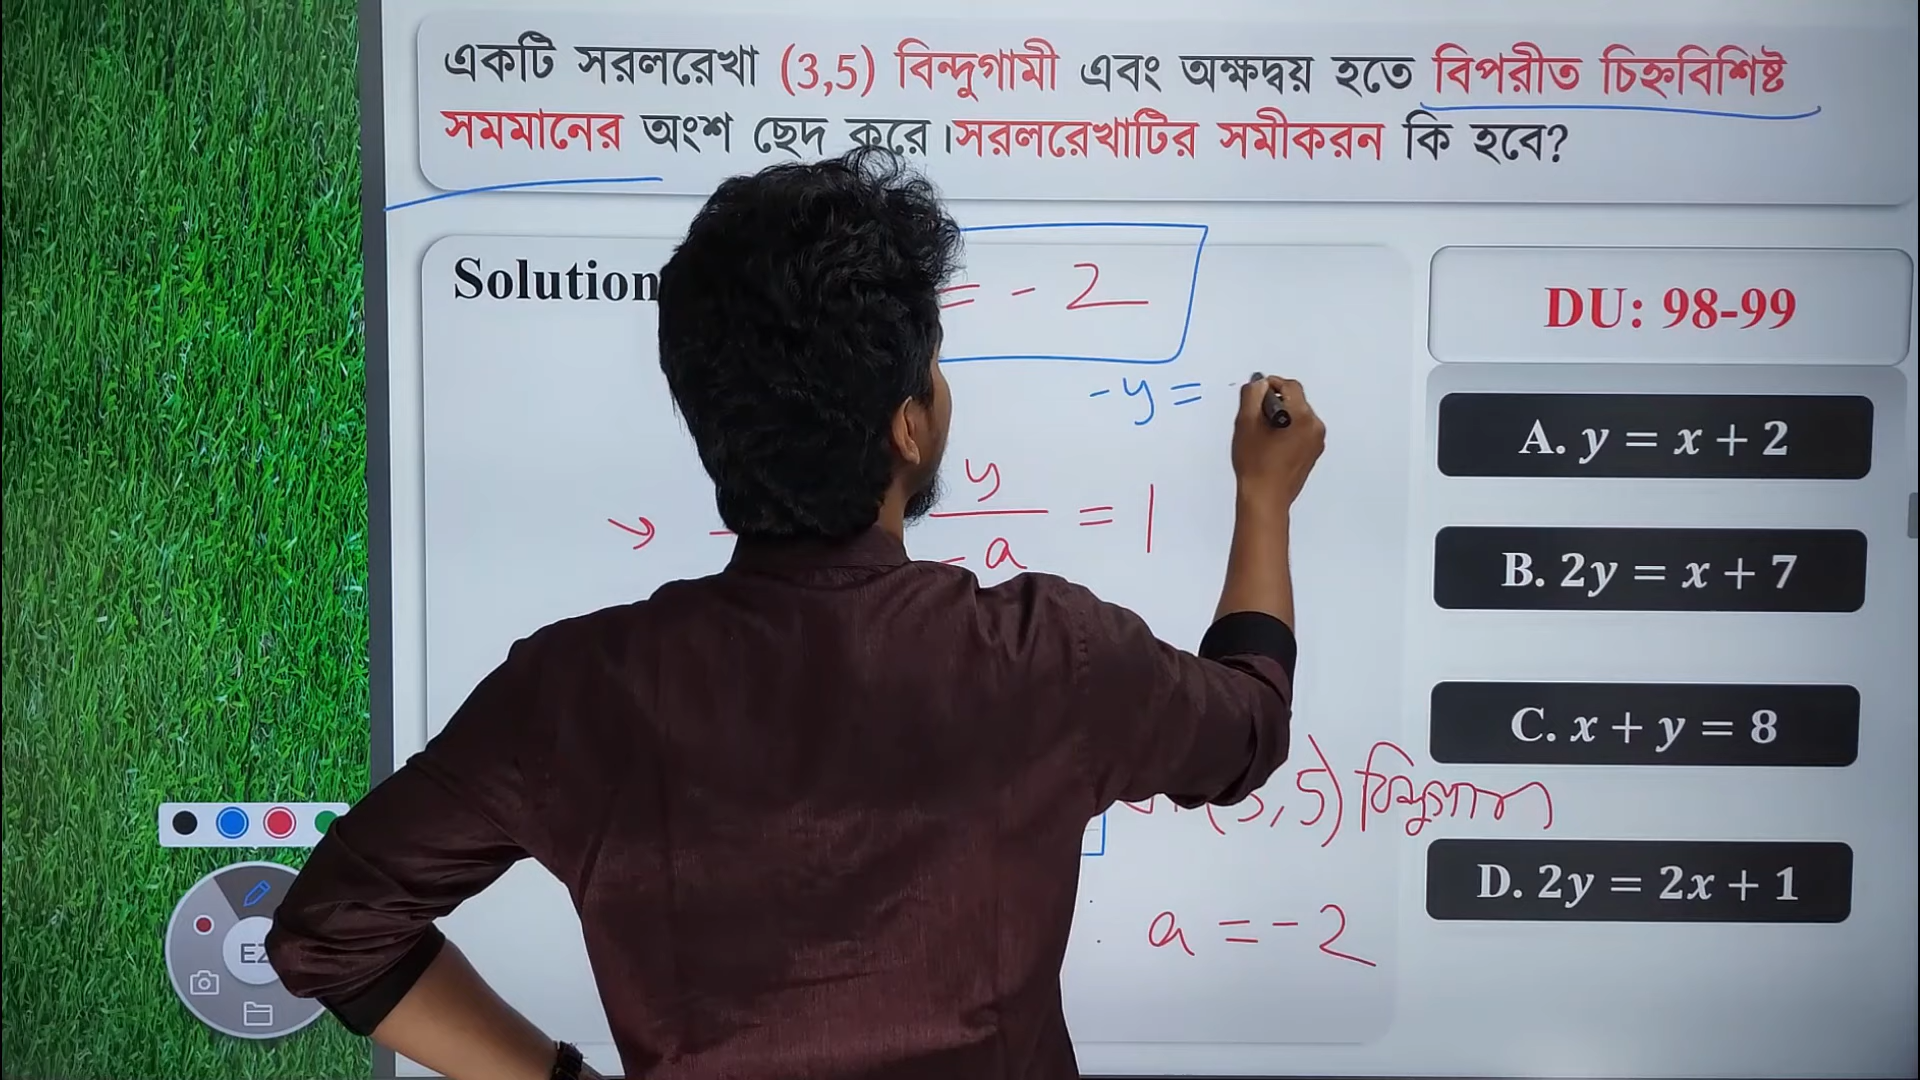 একটি সরলরেখা (3,5) বিন্দুগামী এবং অক্ষদ্বয় হতে বিপরীত চিহ্নবিশিষ্ট
সমমানের অংশ ছেদ করে।সরলরেখাটির সমীকরন কি হবে?
Solution
= - 2
DU: 98-99
-y =
A. y = x + 2
y
= 1
-a
B. 2y = x + 7
C. x + y = 8
(3,5)
D. 2y = 2x + 1
a = -2
EZ